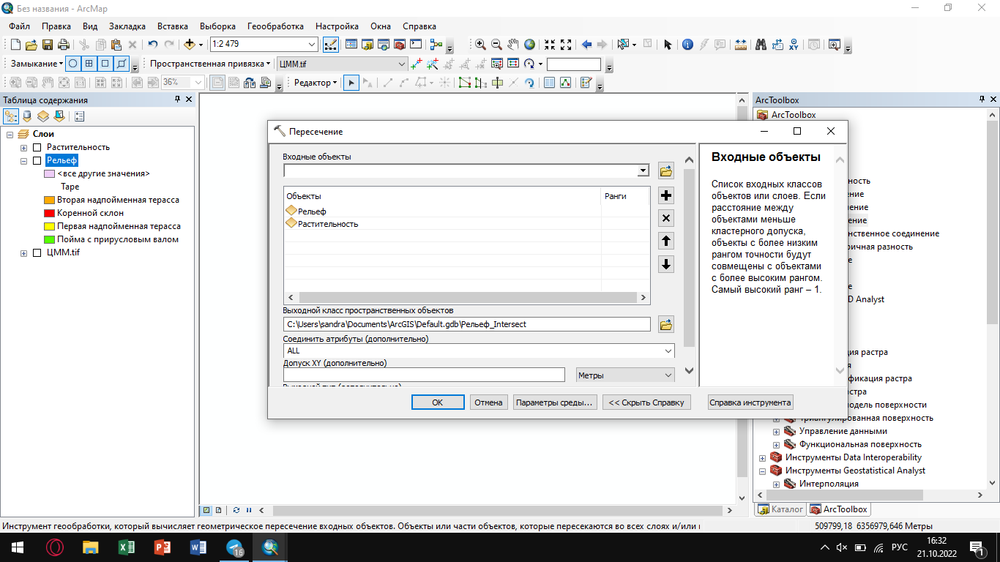 Без названия - ArcMap
Файл Правка Вид Закладка Вставка Выборка Геообработка Настройка Окна Справка
1:2 479
Замыкание Пространственная привязка ЦММ.tif
36% Редактор
Таблица содержания
Слои
Растительность
Рельеф
<все другие значения>
Tape
Вторая надпойменная терасса
Коренной склон
Первая надпойменная терраса
Пойма с прирусловым валом
ЦММ.tif
Пересечение
Входные объекты
Объекты Ранги
Рельеф
Растительность
Выходной класс пространственных объектов
C:\Users\sandra\Documents\ArcGIS\Default.gdb\Рельеф_Intersect
Соединить атрибуты (дополнительно)
ALL
Допуск XY (дополнительно)
Метры
OK Отмена Параметры среды... << Скрыть Справку Справка инструмента
Входные объекты
Список входных классов
объектов или слоев. Если
расстояние между
объектами меньше
кластерного допуска,
объекты с более низким
рангом точности будут
совмещены с объектами
с более высоким рангом.
Самый высокий ранг – 1.
ArcToolbox
ArcToolbox
ность
ение
ение
ение
нственное соединение
ричная разность
е
е
D Analyst
ция растра
я
фикация растра
стра
одель поверхности
Триангулированная поверхность
Управление данными
Функциональная поверхность
Инструменты Data Interoperability
Инструменты Geostatistical Analyst
Интерполяция
Каталог ArcToolbox
Инструмент геообработки, который вычисляет геометрическое пересечение входных объектов. Объекты или части объектов, которые пересекаются во всех слоях и/или
509799,18 6356979,646 Метры
16
РУС
16:32
21.10.2022
1